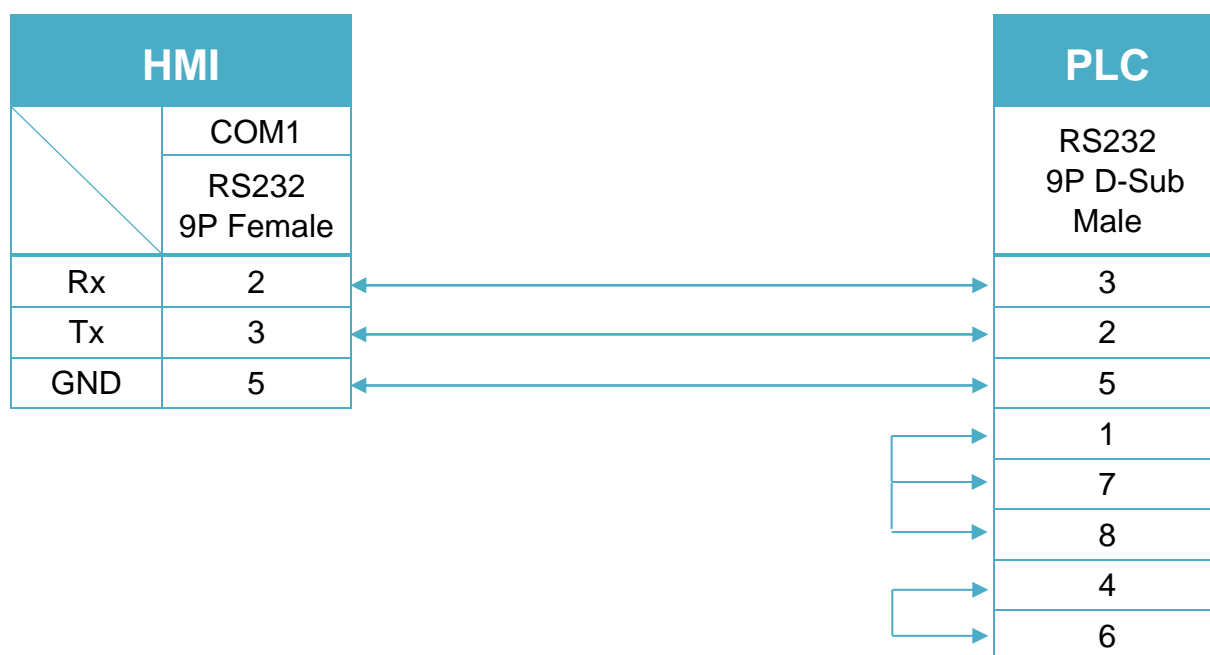 HMI
PLC
COM1
RS232
9P Female
RS232
9P D-Sub
Male
Rx 2 3
Tx 3 2
GND 5 5
1
7
8
4
6